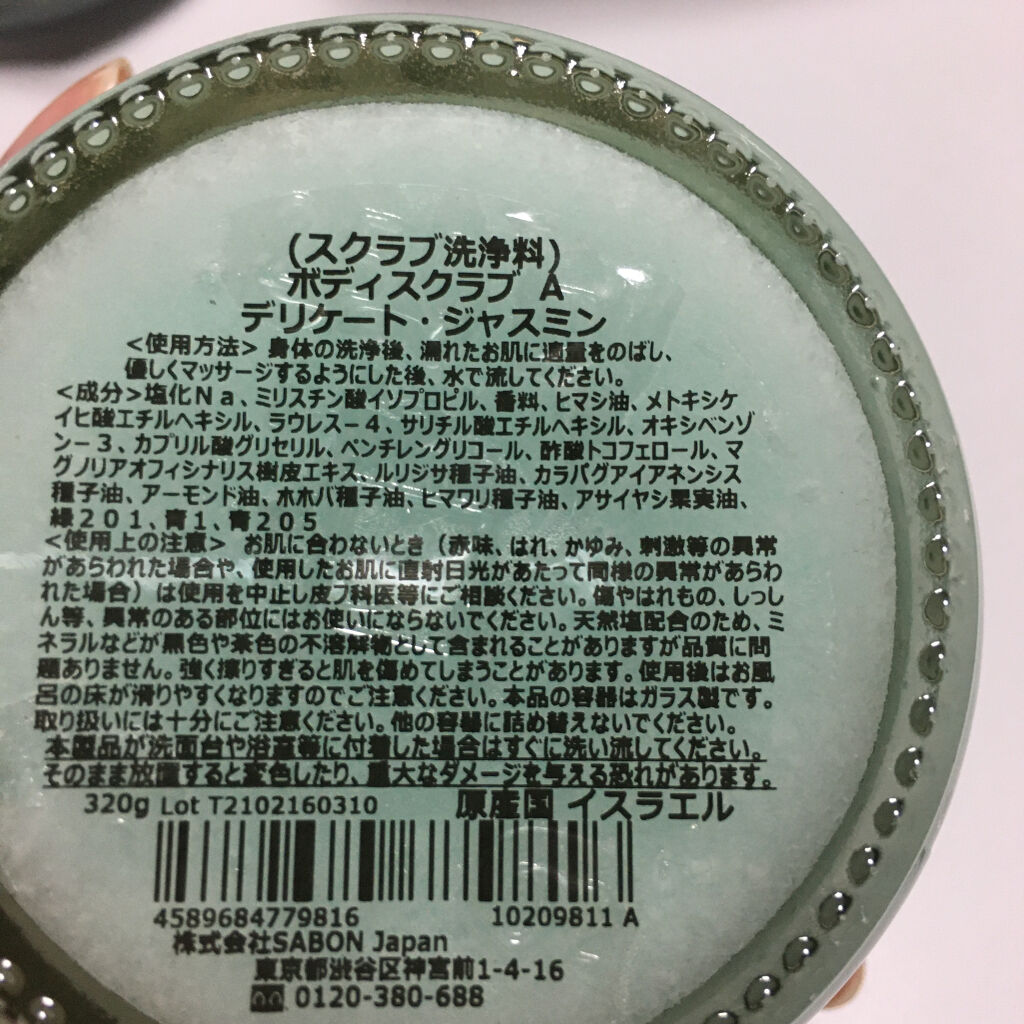 (スクラブ洗浄料)
ボディスクラブ A
デリケート・ジャスミン
<使用方法> 身体の洗浄後、濡れたお肌に適量をのばし、
優しくマッサージするようにした後、水で流してください。
<成分>塩化Na、ミリスチン酸イソプロピル、香料、ヒマシ油、メトキシケ
イヒ酸エチルヘキシル、ラウレス－4、サリチル酸エチルヘキシル、オキシベンゾ
ン－3、カプリル酸グリセリル、ペンチレングリコール、酢酸トコフェロール、マ
グノリアオフィシナリス樹皮エキス、ルリジサ種子油、カラパグアイアネンシス
種子油、アーモンド油、ホホバ種子油、ヒマワリ種子油、アサイヤシ果実油、
緑201、青1、青205
<使用上の注意> お肌に合わないとき（赤味、はれ、かゆみ、刺激等の異常
があらわれた場合や、使用したお肌に直射日光があたって同様の異常があらわ
れた場合）は使用を中止し皮フ科医等にご相談ください。傷やはれもの、しっし
ん等、異常のある部位にはお使いにならないでください。天然塩配合のため、ミ
ネラルなどが黒色や茶色の不溶解物として含まれることがありますが品質に問
題ありません。強く擦りすぎると肌を傷めてしまうことがあります。使用後はお風
呂の床が滑りやすくなりますのでご注意ください。本品の容器はガラス製です。
取り扱いには十分にご注意ください。他の容器に詰め替えないでください。
本製品が洗面台や浴室等に付着した場合はすぐに洗い流してください。
そのまま放置すると変色したり、重大なダメージを与える恐れがあります。
320g Lot T2102160310 原産国 イスラエル
4589684779816 10209811 A
株式会社SABON Japan
東京都渋谷区神宮前1-4-16
0120-380-688